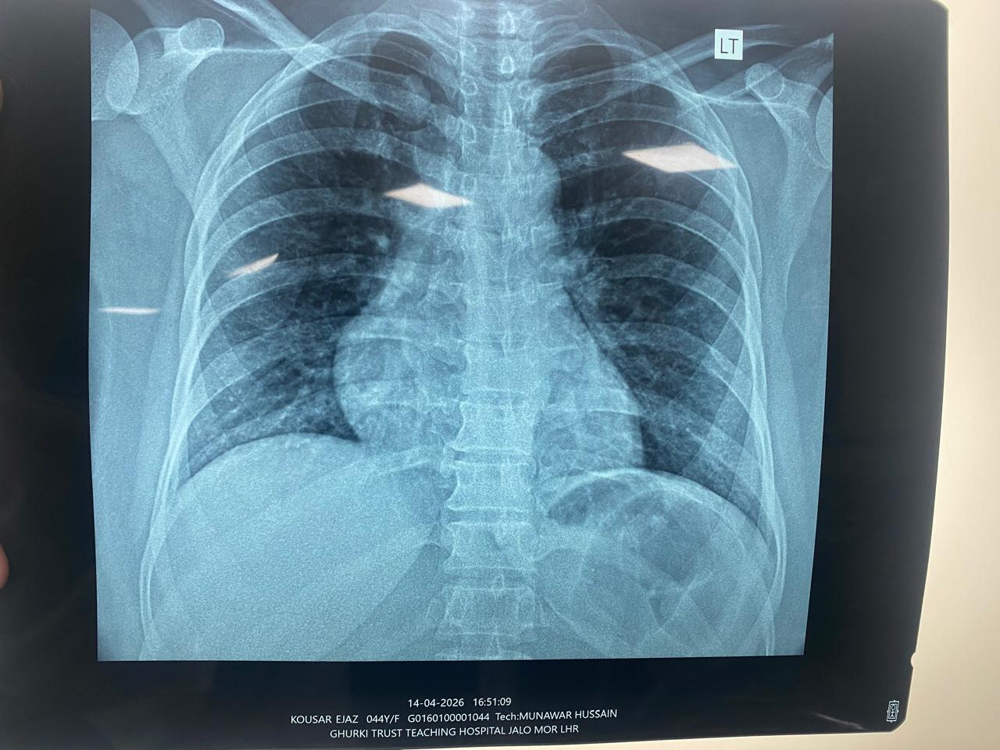 LT
14-04-2026 16:51:09
KOUSAR EJAZ 044Y/F G0160100001044 Tech:MUNAWAR HUSSAIN
GHURKI TRUST TEACHING HOSPITAL JALO MOR LHR